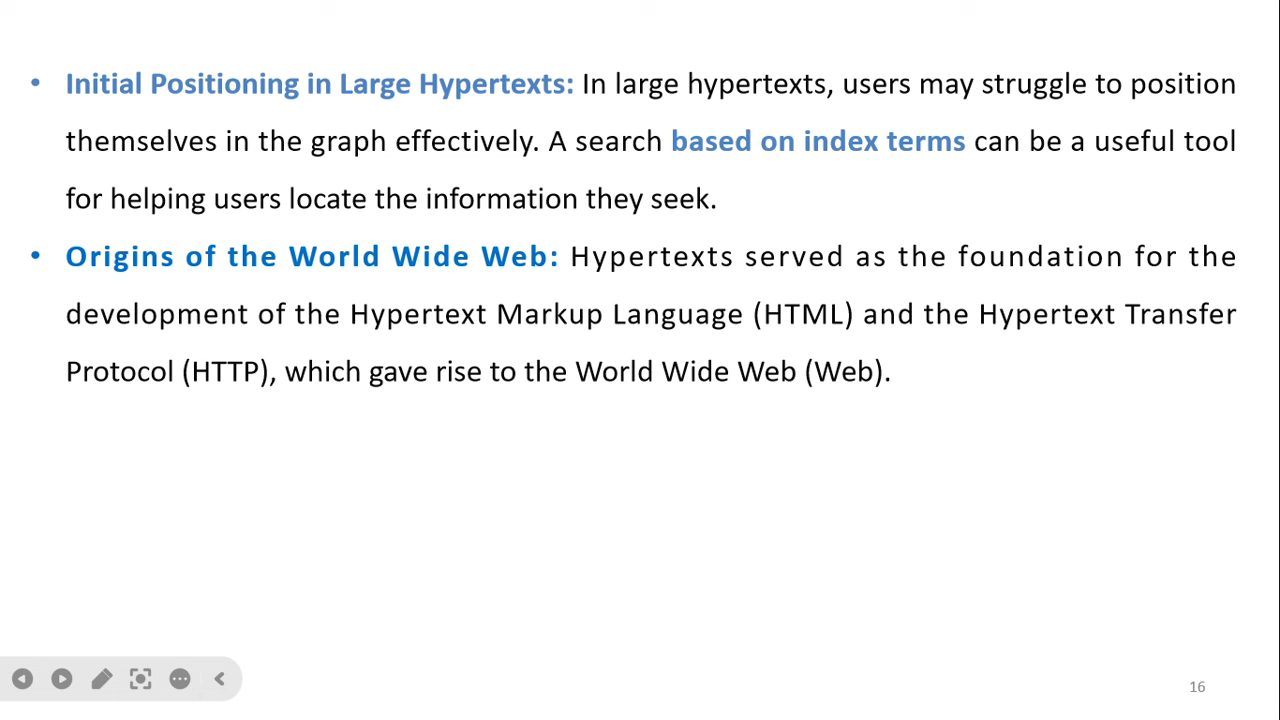 • Initial Positioning in Large Hypertexts: In large hypertexts, users may struggle to position
themselves in the graph effectively. A search based on index terms can be a useful tool
for helping users locate the information they seek.
• Origins of the World Wide Web: Hypertexts served as the foundation for the
development of the Hypertext Markup Language (HTML) and the Hypertext Transfer
Protocol (HTTP), which gave rise to the World Wide Web (Web).
16